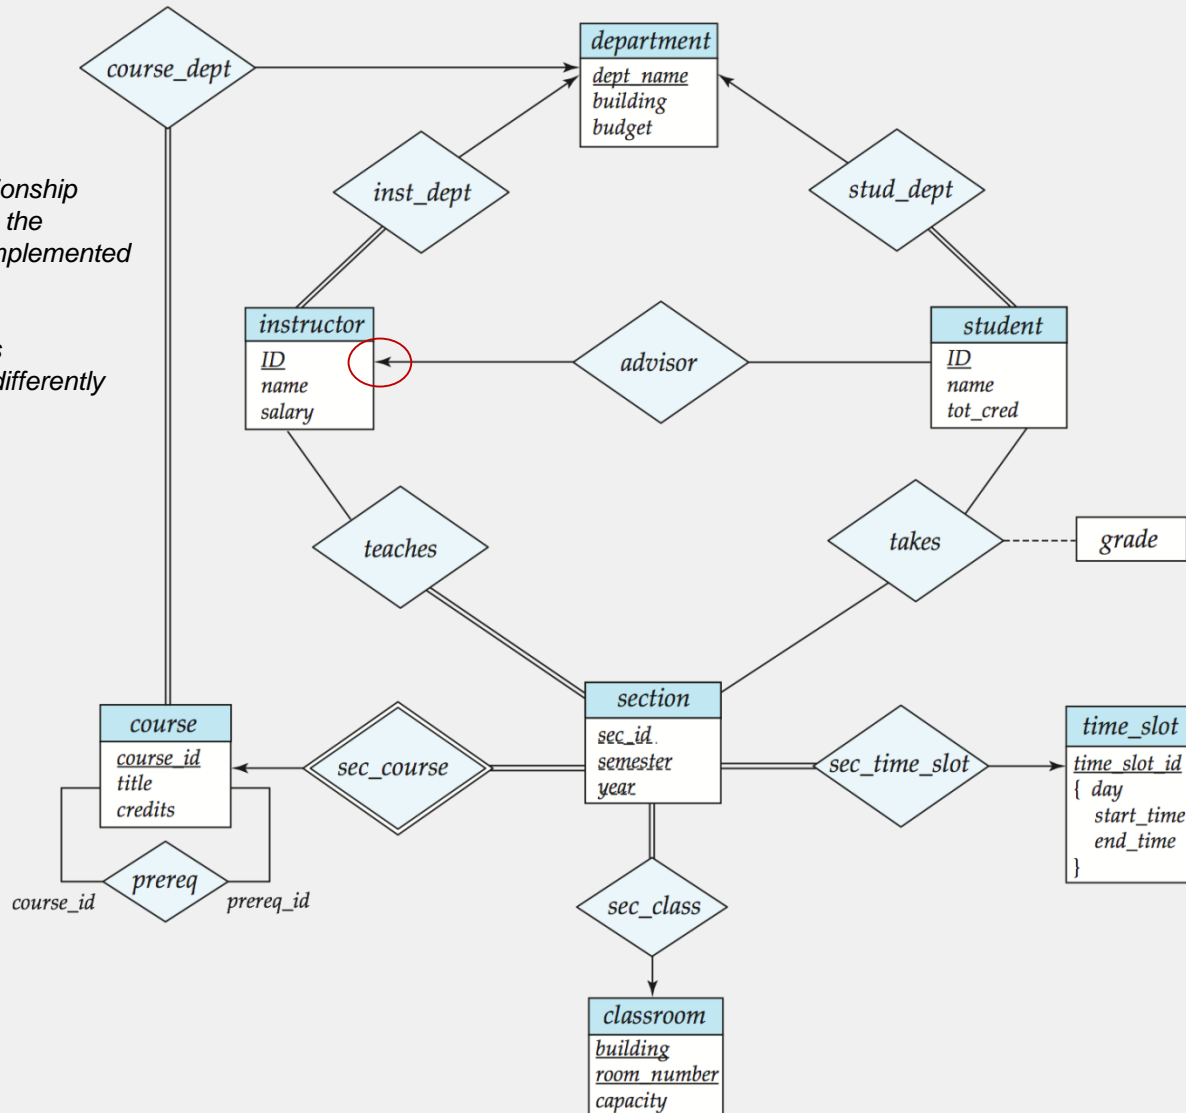 course_dept
department
dept_name
building
budget
inst_dept
stud_dept
ionship
the
mplemented
s
differently
instructor
ID
name
salary
advisor
student
ID
name
tot_cred
teaches
takes
grade
course
course_id
title
credits
sec_course
section
sec_id
semester
year
sec_time_slot
time_slot
time_slot_id
{ day
start_time
end_time
}
prereq
course_id
prereq_id
sec_class
classroom
building
room_number
capacity